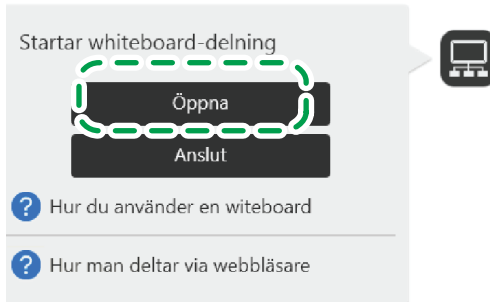 Startar whiteboard-delning
Öppna
Anslut
? Hur du använder en witeboard
? Hur man deltar via webbläsare